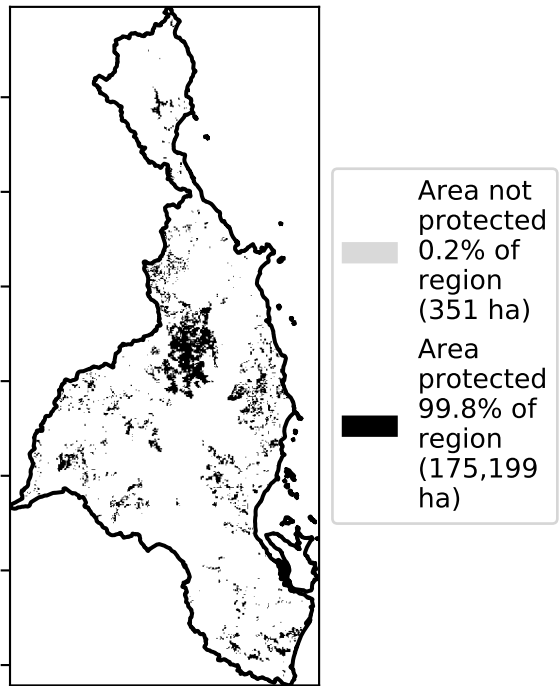 Area not
protected
0.2% of
region
(351 ha)
Area
protected
99.8% of
region
(175,199
ha)